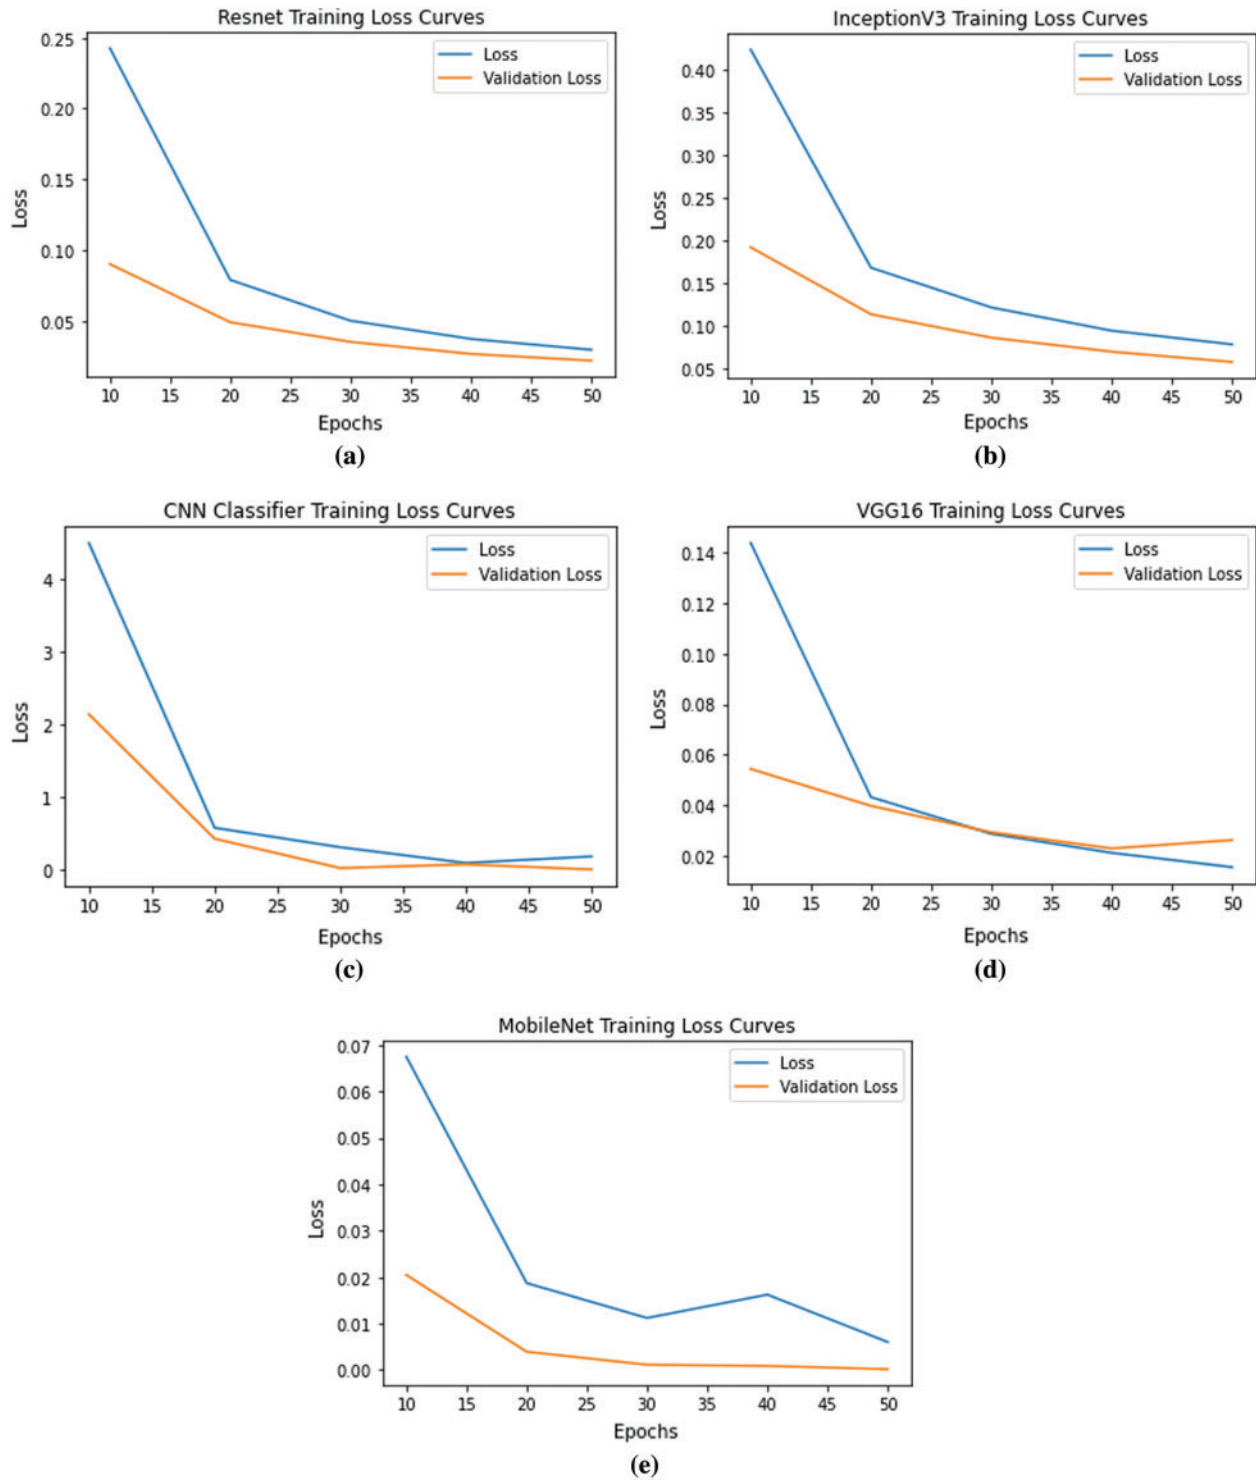 Resnet Training Loss Curves
0.25
0.20
0.15
0.10
0.05
Loss
Loss
Validation Loss
10 15 20 25 30 35 40 45 50
Epochs
(a)
InceptionV3 Training Loss Curves
0.40
0.35
0.30
0.25
0.20
0.15
0.10
0.05
Loss
Loss
Validation Loss
10 15 20 25 30 35 40 45 50
Epochs
(b)
CNN Classifier Training Loss Curves
4
3
2
1
0
Loss
Loss
Validation Loss
10 15 20 25 30 35 40 45 50
Epochs
(c)
VGG16 Training Loss Curves
0.14
0.12
0.10
0.08
0.06
0.04
0.02
Loss
Loss
Validation Loss
10 15 20 25 30 35 40 45 50
Epochs
(d)
MobileNet Training Loss Curves
0.07
0.06
0.05
0.04
0.03
0.02
0.01
0.00
Loss
Loss
Validation Loss
10 15 20 25 30 35 40 45 50
Epochs
(e)